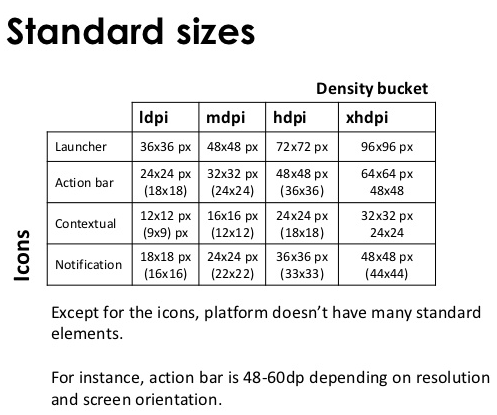 Standard sizes
Density bucket
ldpi mdpi hdpi xhdpi
Launcher 36x36 px 48x48 px 72x72 px 96x96 px
Action bar 24x24 px 32x32 px 48x48 px 64x64 px
(18x18) (24x24) (36x36) 48x48
Contextual 12x12 px 16x16 px 24x24 px 32x32 px
(9x9) px (12x12) (18x18) 24x24
Notification 18x18 px 24x24 px 36x36 px 48x48 px
(16x16) (22x22) (33x33) (44x44)
Icons
Except for the icons, platform doesn't have many standard
elements.
For instance, action bar is 48-60dp depending on resolution
and screen orientation.